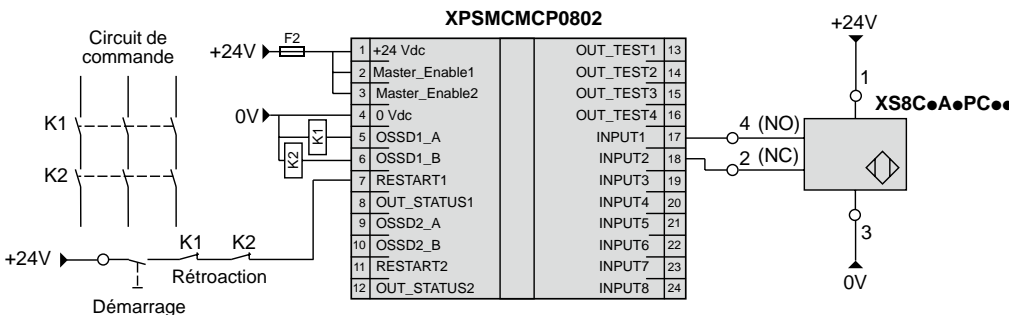 XPSMCMCP0802
Circuit de
commande
K1
K2
+24V
F2
0V
K1
K2
1 +24 Vdc
2 Master_Enable1
3 Master_Enable2
4 0 Vdc
5 OSSD1_A
6 OSSD1_B
7 RESTART1
8 OUT_STATUS1
9 OSSD2_A
10 OSSD2_B
11 RESTART2
12 OUT_STATUS2
OUT_TEST1 13
OUT_TEST2 14
OUT_TEST3 15
OUT_TEST4 16
INPUT1 17
INPUT2 18
INPUT3 19
INPUT4 20
INPUT5 21
INPUT6 22
INPUT7 23
INPUT8 24
+24V
1
XS8C●A●PC●●
4 (NO)
2 (NC)
3
0V
+24V
K1 K2
Rétroaction
Démarrage